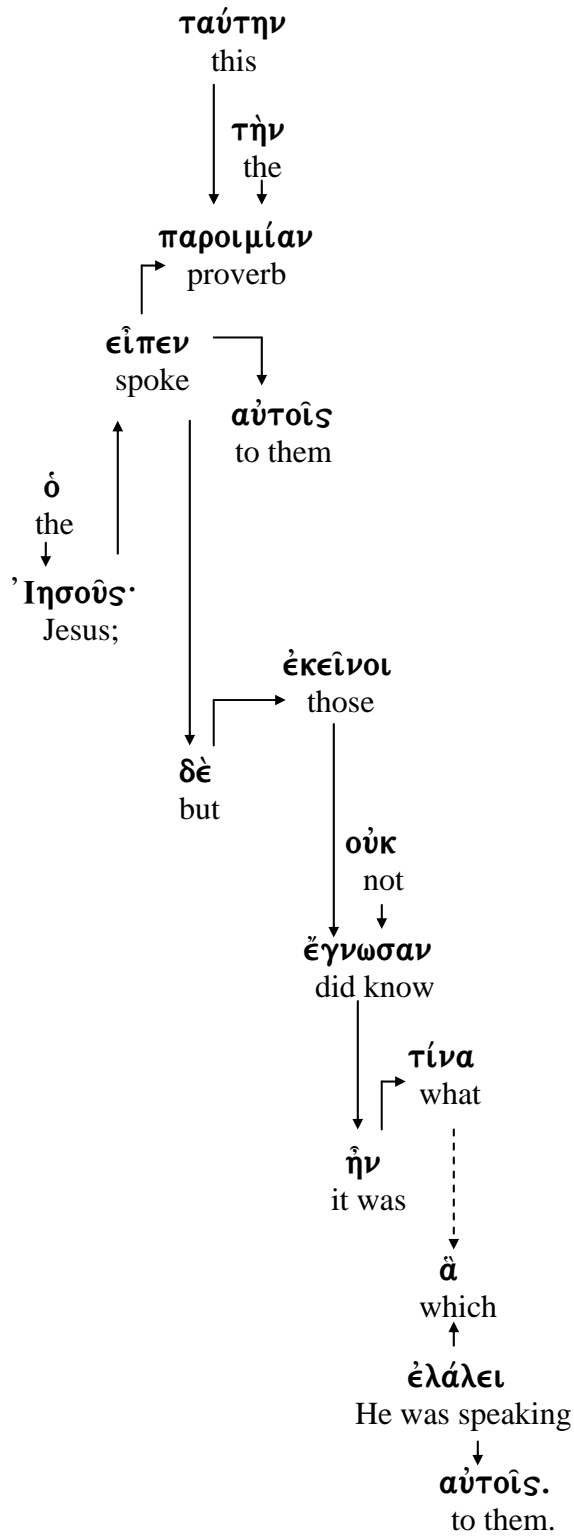 ταύτην
this
τὴν
the
παροιμίαν
proverb
εἶπεν
spoke
αὐτοῖς
to them
ὁ
the
Ἰησοῦς·
Jesus;
ἐκεῖνοι
those
δὲ
but
οὐκ
not
ἔγνωσαν
did know
τίνα
what
ἦν
it was
ἃ
which
ἐλάλει
He was speaking
αὐτοῖς.
to them.